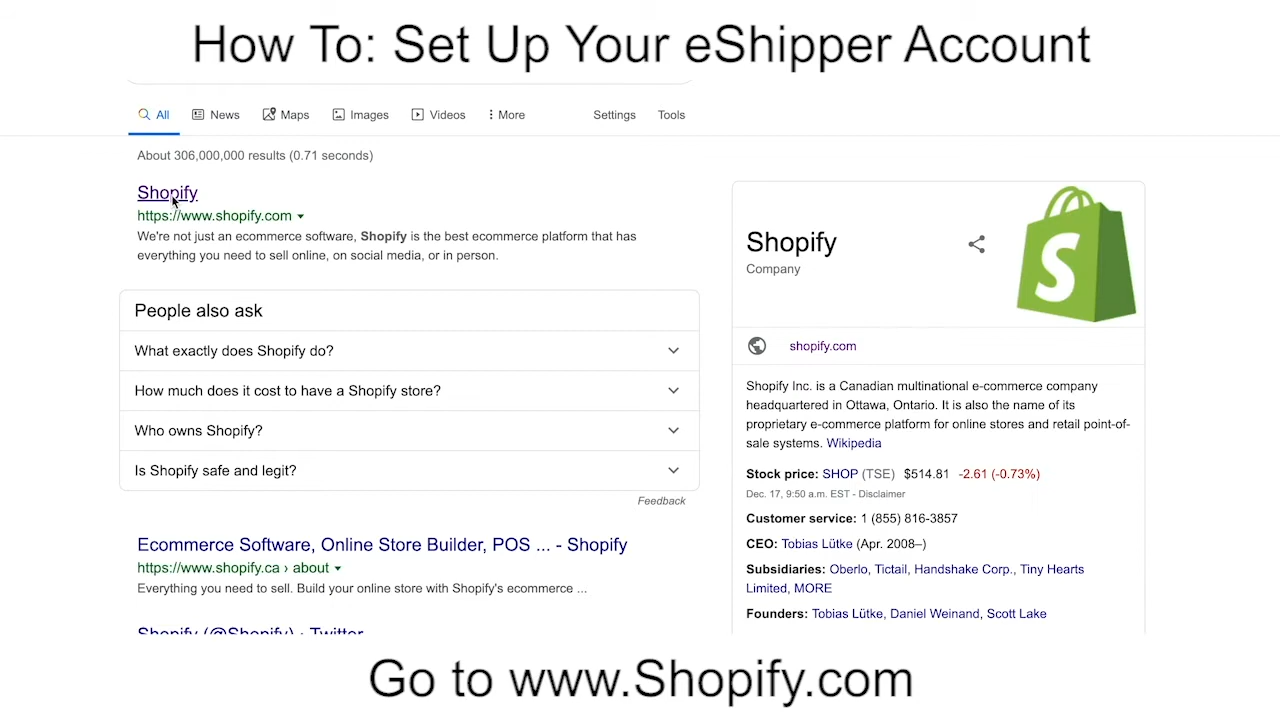 How To: Set Up Your eShipper Account
All News Maps Images Videos More Settings Tools
About 306,000,000 results (0.71 seconds)
Shopify
https://www.shopify.com
We're not just an ecommerce software, Shopify is the best ecommerce platform that has
everything you need to sell online, on social media, or in person.
People also ask
What exactly does Shopify do?
How much does it cost to have a Shopify store?
Who owns Shopify?
Is Shopify safe and legit?
Feedback
Ecommerce Software, Online Store Builder, POS ... - Shopify
https://www.shopify.ca › about
Everything you need to sell. Build your online store with Shopify's ecommerce ...
Shopify (@Shopify) · Twitter
Shopify
Company
S
shopify.com
Shopify Inc. is a Canadian multinational e-commerce company
headquartered in Ottawa, Ontario. It is also the name of its
proprietary e-commerce platform for online stores and retail point-of-
sale systems. Wikipedia
Stock price: SHOP (TSE) $514.81 -2.61 (-0.73%)
Dec. 17, 9:50 a.m. EST - Disclaimer
Customer service: 1 (855) 816-3857
CEO: Tobias Lütke (Apr. 2008–)
Subsidiaries: Oberlo, Tictail, Handshake Corp., Tiny Hearts
Limited, MORE
Founders: Tobias Lütke, Daniel Weinand, Scott Lake
Go to www.Shopify.com